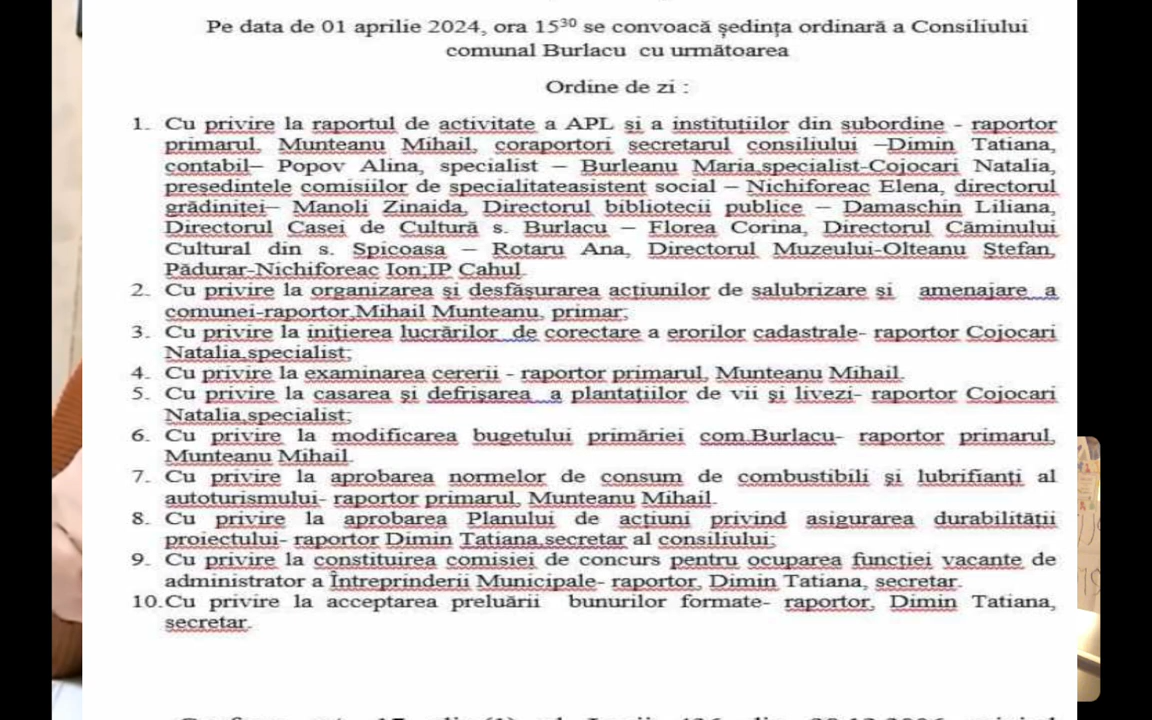 Pe data de 01 aprilie 2024, ora 15³⁰ se convoacă ședința ordinară a Consiliului
comunal Burlacu cu următoarea
Ordine de zi :
1. Cu privire la raportul de activitate a APL și a instituțiilor din subordine - raportor
primarul, Munteanu Mihail, coraportori secretarul consiliului –Dimin Tatiana,
contabil– Popov Alina, specialist – Burleanu Maria,specialist-Cojocari Natalia,
președintele comisiilor de specialitateasistent social – Nichiforeac Elena, directorul
grădiniței– Manoli Zinaida, Directorul bibliotecii publice – Damaschin Liliana,
Directorul Casei de Cultură s. Burlacu – Florea Corina, Directorul Căminului
Cultural din s. Spicoasa – Rotaru Ana, Directorul Muzeului-Olteanu Ștefan,
Pădurar-Nichiforeac Ion;IP Cahul.
2. Cu privire la organizarea și desfășurarea acțiunilor de salubrizare și amenajare a
comunei-raportor,Mihail Munteanu, primar;
3. Cu privire la inițierea lucrărilor de corectare a erorilor cadastrale- raportor Cojocari
Natalia,specialist;
4. Cu privire la examinarea cererii - raportor primarul, Munteanu Mihail.
5. Cu privire la casarea și defrișarea a plantațiilor de vii și livezi- raportor Cojocari
Natalia,specialist;
6. Cu privire la modificarea bugetului primăriei com.Burlacu- raportor primarul,
Munteanu Mihail.
7. Cu privire la aprobarea normelor de consum de combustibili și lubrifianți al
autoturismului- raportor primarul, Munteanu Mihail.
8. Cu privire la aprobarea Planului de acțiuni privind asigurarea durabilității
proiectului- raportor Dimin Tatiana,secretar al consiliului;
9. Cu privire la constituirea comisiei de concurs pentru ocuparea funcției vacante de
administrator a Întreprinderii Municipale- raportor, Dimin Tatiana, secretar.
10.Cu privire la acceptarea preluării bunurilor formate- raportor, Dimin Tatiana,
secretar.